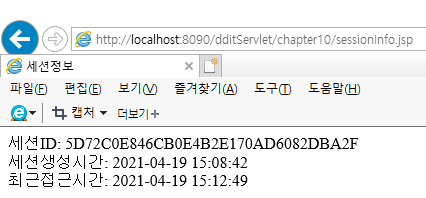 http://localhost:8090/dditServlet/chapter10/sessionInfo.jsp
세션정보
파일(F) 편집(E) 보기(V) 즐겨찾기(A) 도구(T) 도움말(H)
캡처 더보기+
세션ID: 5D72C0E846CB0E4B2E170AD6082DBA2F
세션생성시간: 2021-04-19 15:08:42
최근접근시간: 2021-04-19 15:12:49